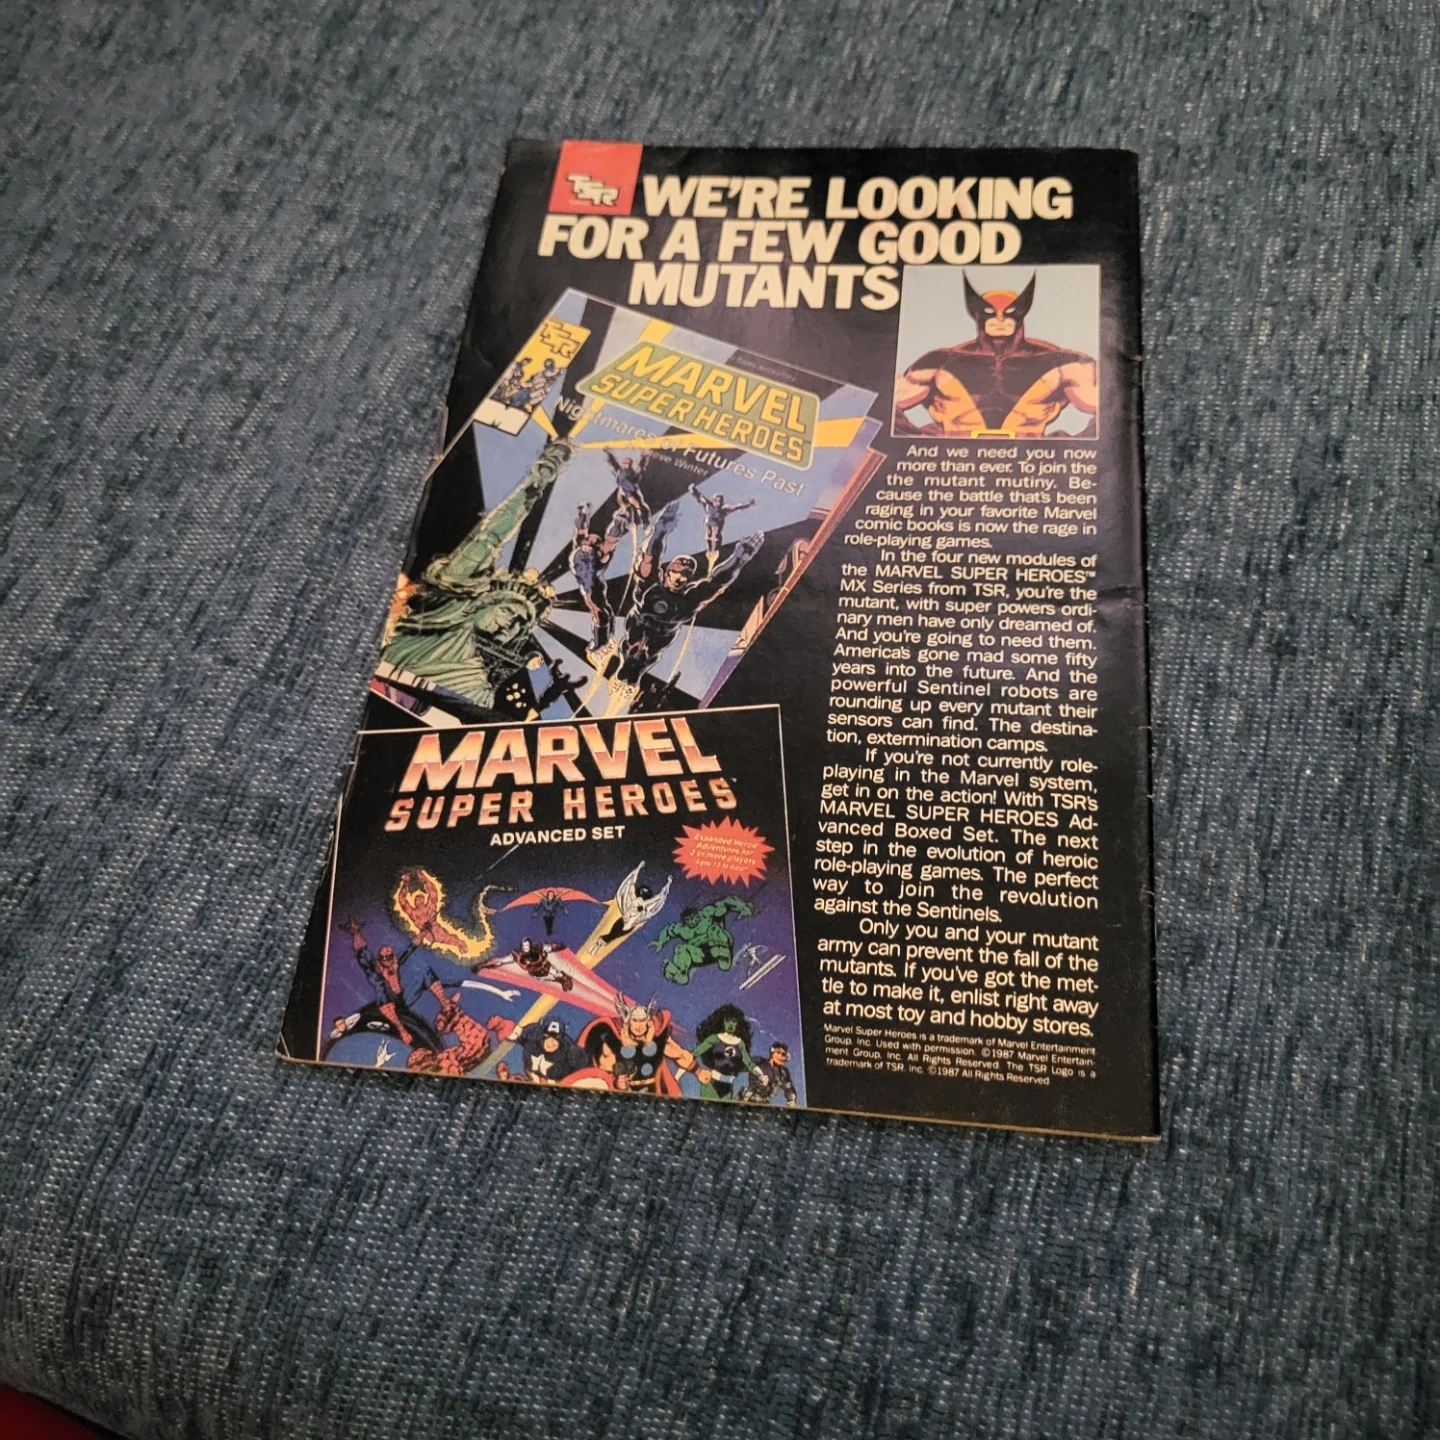 TSR
WE'RE LOOKING
FOR A FEW GOOD
MUTANTS
TSR
MARVEL
SUPER HEROES
Nightmares of Futures Past
Steve Winter
M
And we need you now
more than ever. To join the
the mutant mutiny. Be-
cause the battle that's been
raging in your favorite Marvel
comic books is now the rage in
role-playing games.
In the four new modules of
the MARVEL SUPER HEROES™
MX Series from TSR, you're the
mutant, with super powers ordi-
nary men have only dreamed of.
And you're going to need them.
America's gone mad some fifty
years into the future. And the
powerful Sentinel robots are
rounding up every mutant their
sensors can find. The destina-
tion, extermination camps.
If you're not currently role-
playing in the Marvel system,
get in on the action! With TSR's
MARVEL SUPER HEROES Ad-
vanced Boxed Set. The next
step in the evolution of heroic
role-playing games. The perfect
way to join the revolution
against the Sentinels.
Only you and your mutant
army can prevent the fall of the
mutants. If you've got the met-
tle to make it, enlist right away
at most toy and hobby stores.
Marvel Super Heroes is a trademark of Marvel Entertainment
Group, Inc. Used with permission. ©1987 Marvel Entertain-
ment Group, Inc. All Rights Reserved. The TSR Logo is a
trademark of TSR, Inc. ©1987 All Rights Reserved.
MARVEL
SUPER HEROES
ADVANCED SET
Expanded Heroic
Adventures for
2 or more players